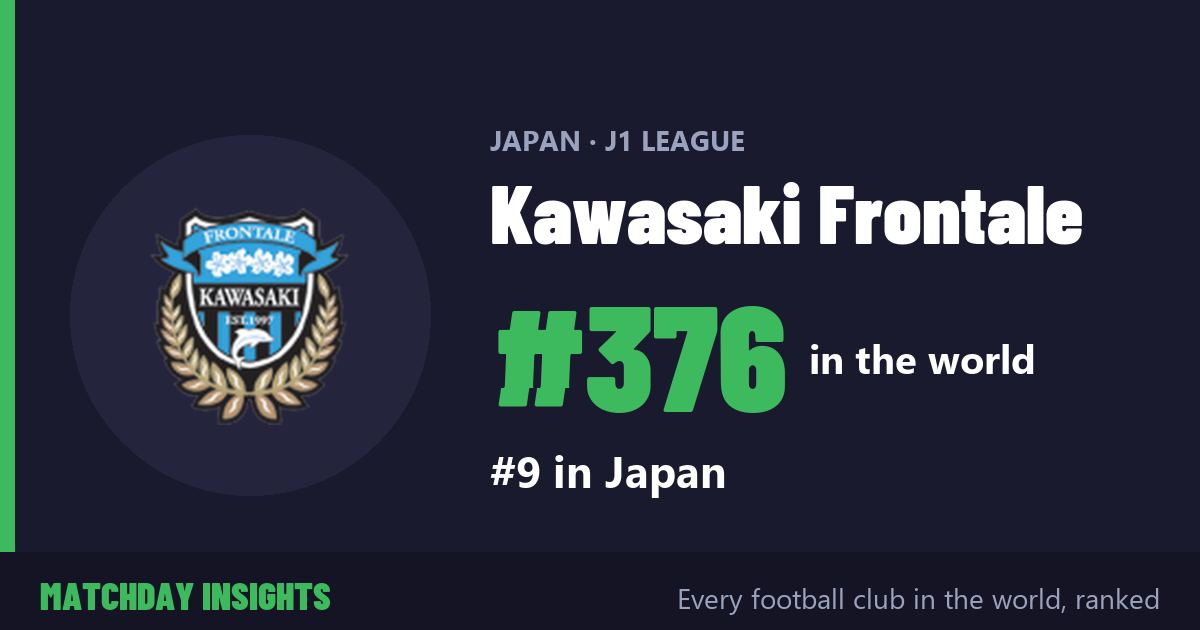 JAPAN · J1 LEAGUE
Kawasaki Frontale
#376 in the world
#9 in Japan
FRONTALE
KAWASAKI
EST.1997
MATCHDAY INSIGHTS
Every football club in the world, ranked